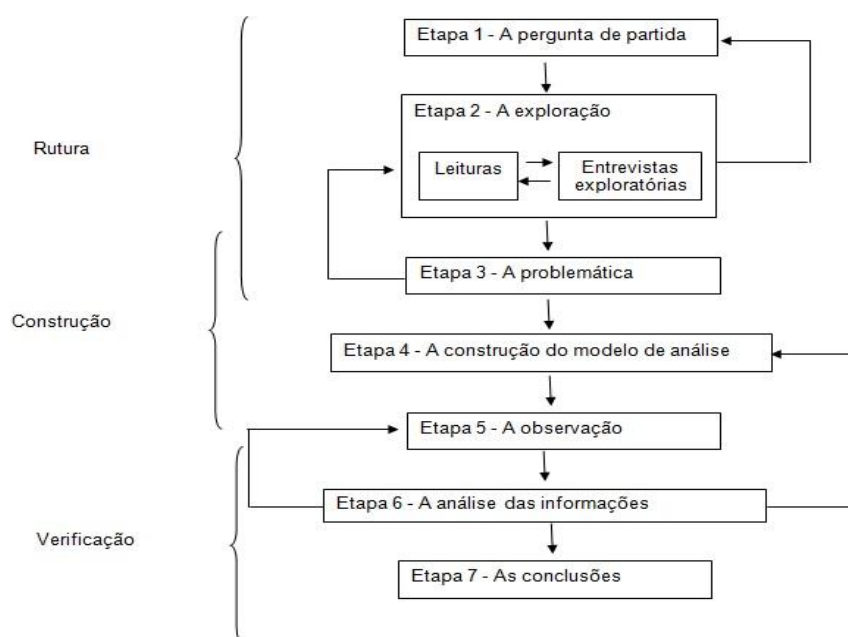 Etapa 1 - A pergunta de partida
Etapa 2 - A exploração
Rutura
Leituras
Entrevistas
exploratórias
Etapa 3 - A problemática
Construção
Etapa 4 - A construção do modelo de análise
Etapa 5 - A observação
Etapa 6 - A análise das informações
Verificação
Etapa 7 - As conclusões